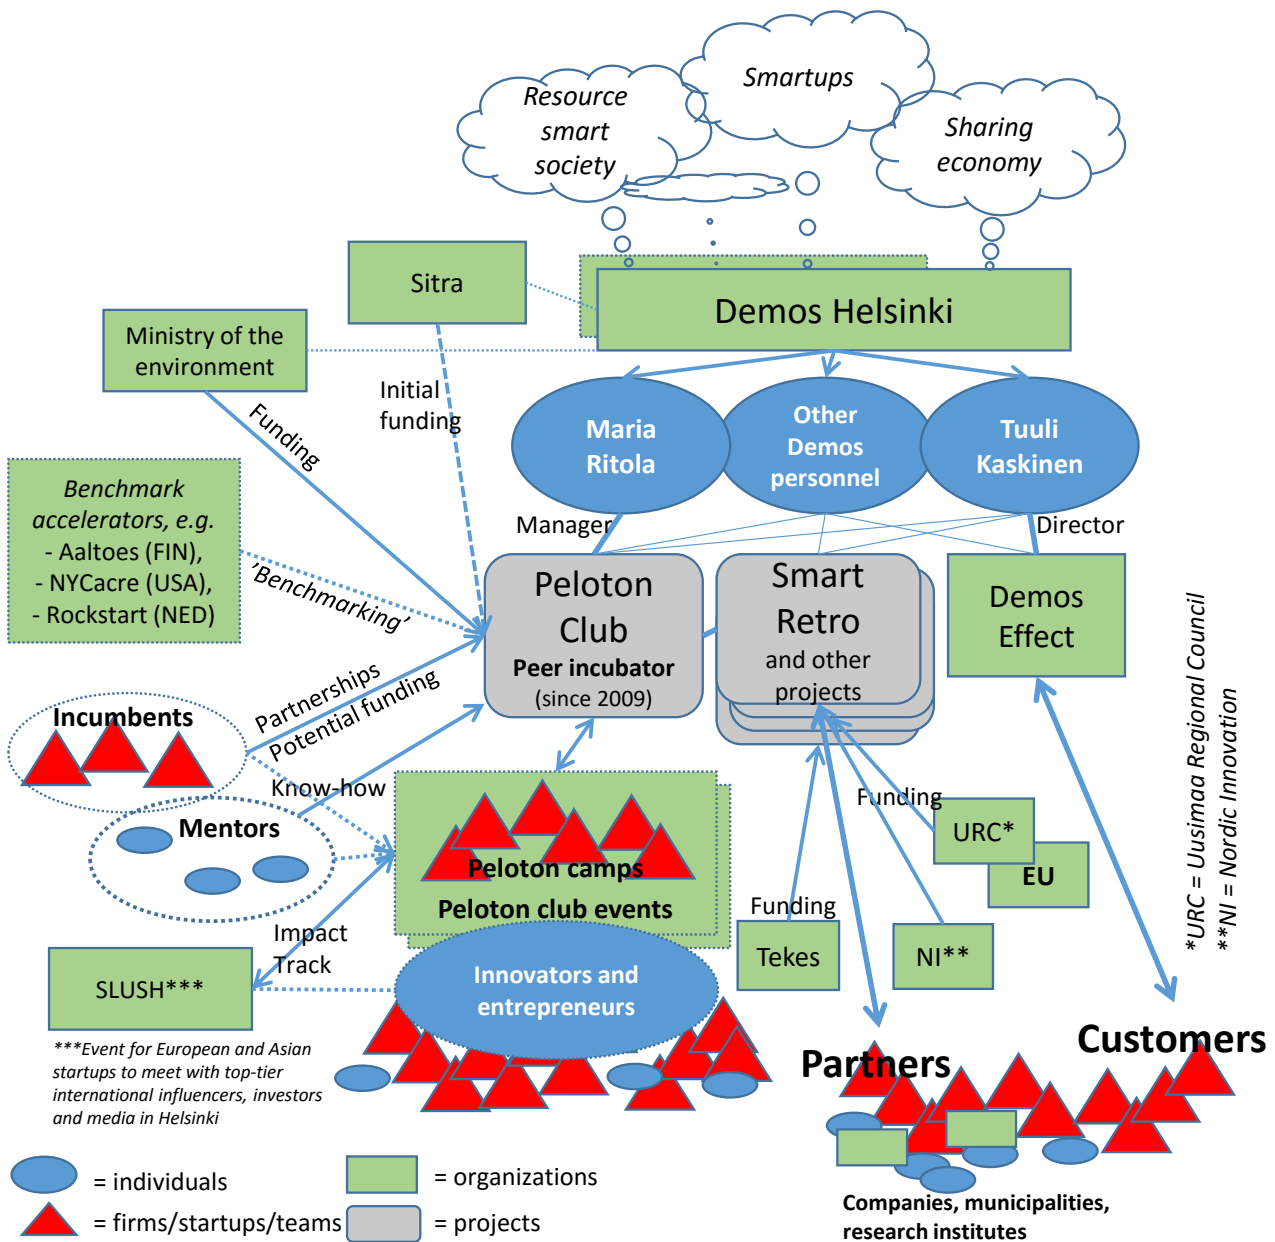 Resource
smart
society
Smartups
Sharing
economy
Sitra
Demos Helsinki
Ministry of the
environment
Initial
funding
Funding
Maria
Ritola
Other
Demos
personnel
Tuuli
Kaskinen
Benchmark
accelerators, e.g.
- Aaltoes (FIN),
- NYCacre (USA),
- Rockstart (NED)
'Benchmarking'
Manager
Director
Peloton
Club
Peer incubator
(since 2009)
Smart
Retro
and other
projects
Demos
Effect
*URC = Uusimaa Regional Council
**NI = Nordic Innovation
Partnerships
Potential funding
Incumbents
Know-how
Mentors
Peloton camps
Peloton club events
Funding
URC*
EU
Funding
Tekes
NI**
Impact
Track
SLUSH***
Innovators and
entrepreneurs
***Event for European and Asian
startups to meet with top-tier
international influencers, investors
and media in Helsinki
Partners
Customers
Companies, municipalities,
research institutes
= individuals
= organizations
= firms/startups/teams
= projects